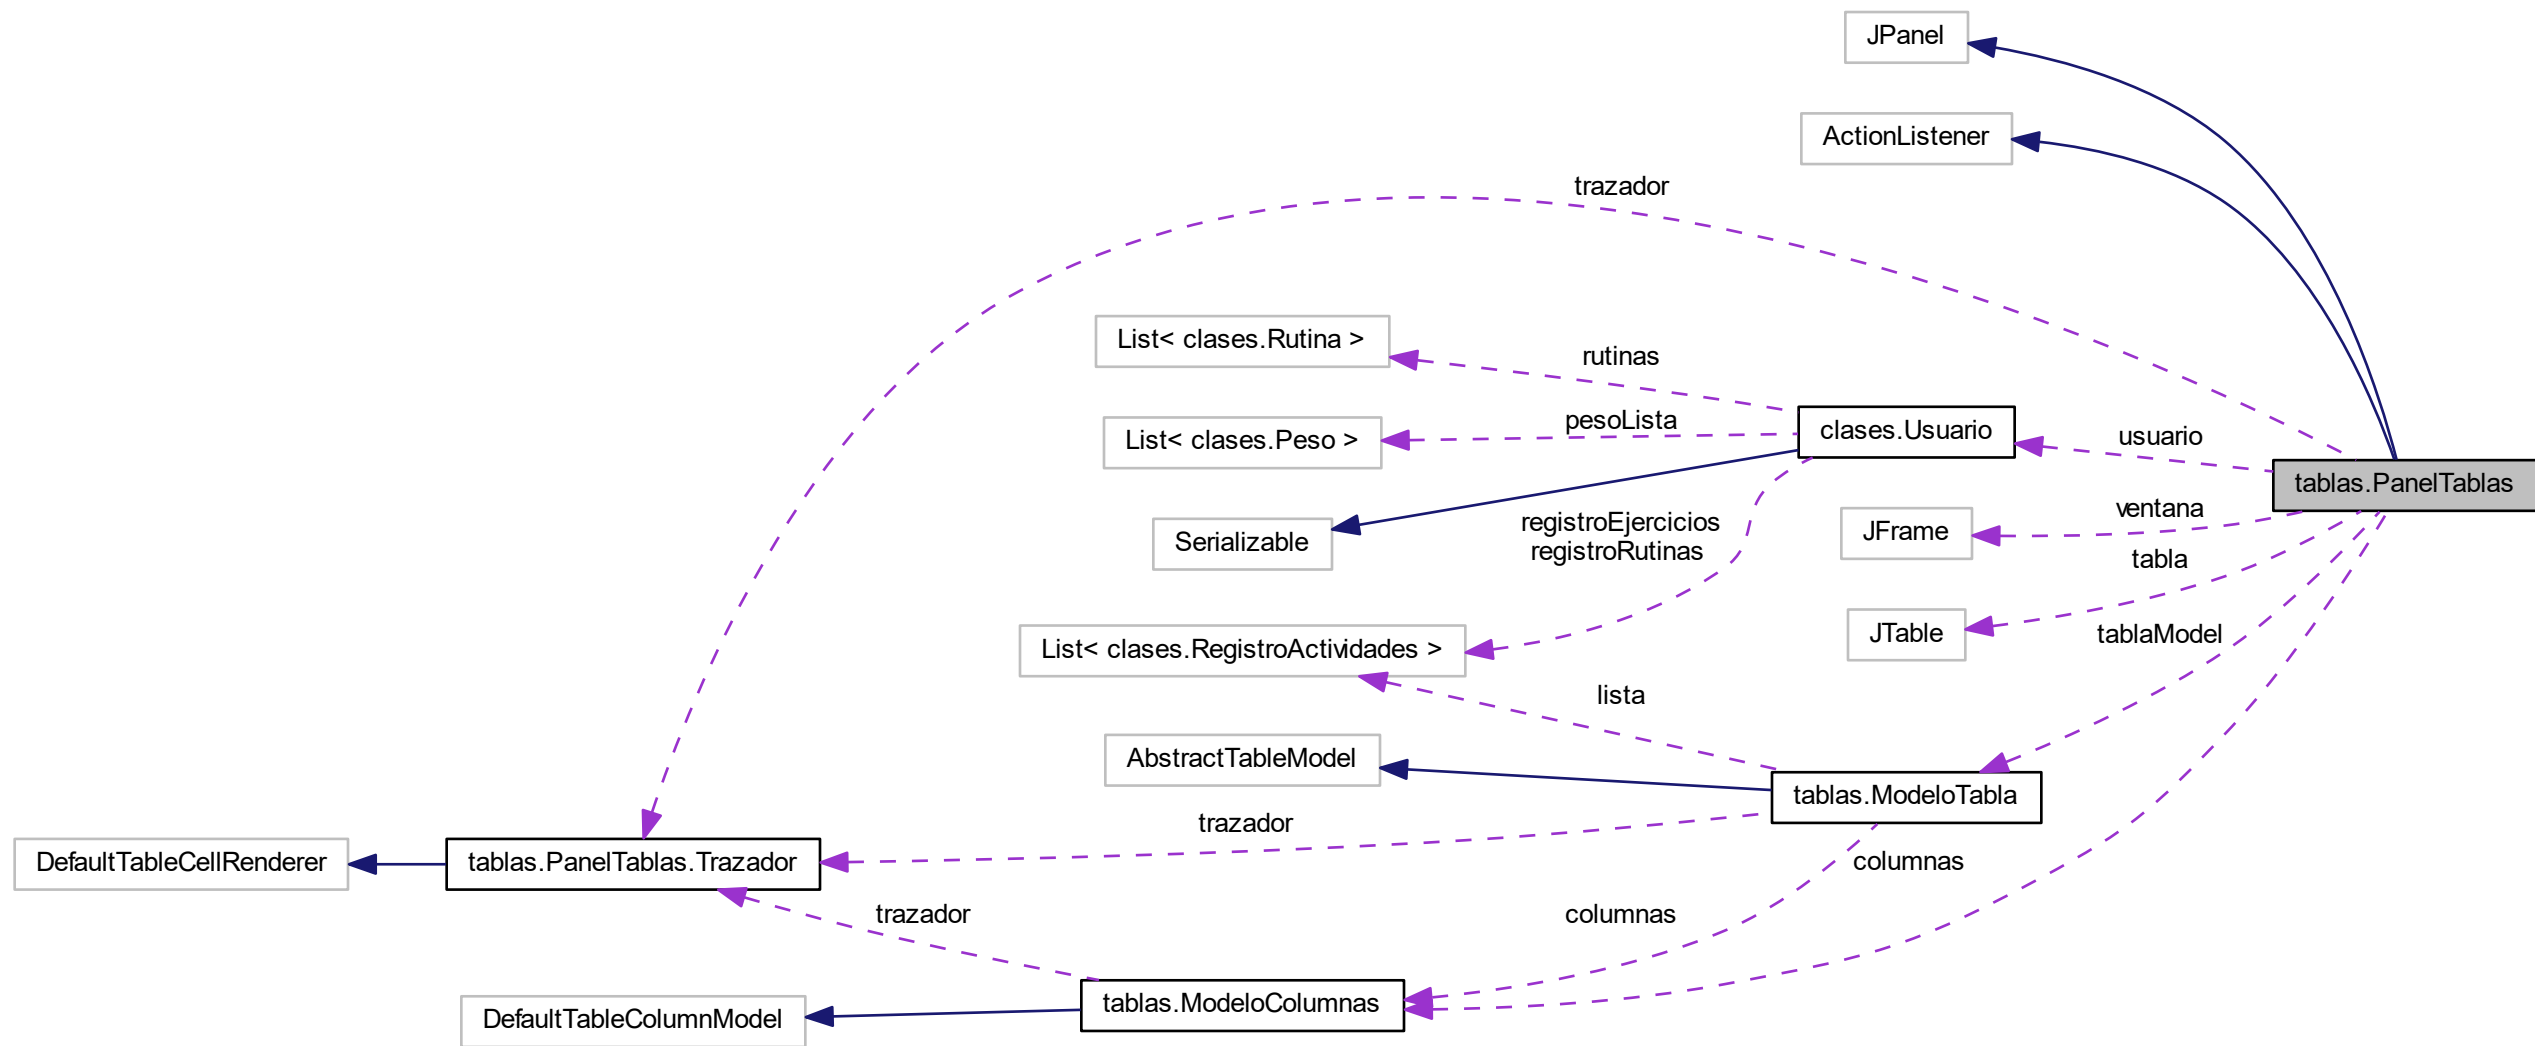 JPanel
ActionListener
trazador
List< clases.Rutina >
rutinas
List< clases.Peso >
pesoLista
clases.Usuario
usuario
tablas.PanelTablas
Serializable
registroEjercicios
registroRutinas
JFrame
ventana
tabla
JTable
tablaModel
List< clases.RegistroActividades >
lista
AbstractTableModel
tablas.ModeloTabla
trazador
columnas
DefaultTableCellRenderer
tablas.PanelTablas.Trazador
trazador
columnas
tablas.ModeloColumnas
DefaultTableColumnModel